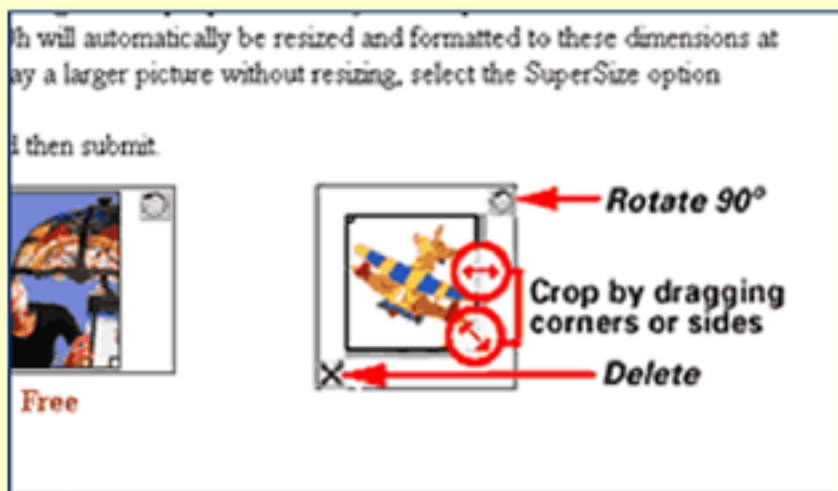 0h will automatically be resized and formatted to these dimensions at
ay a larger picture without resizing, select the SuperSize option
d then submit.
Rotate 90°
Crop by dragging
corners or sides
Delete
Free